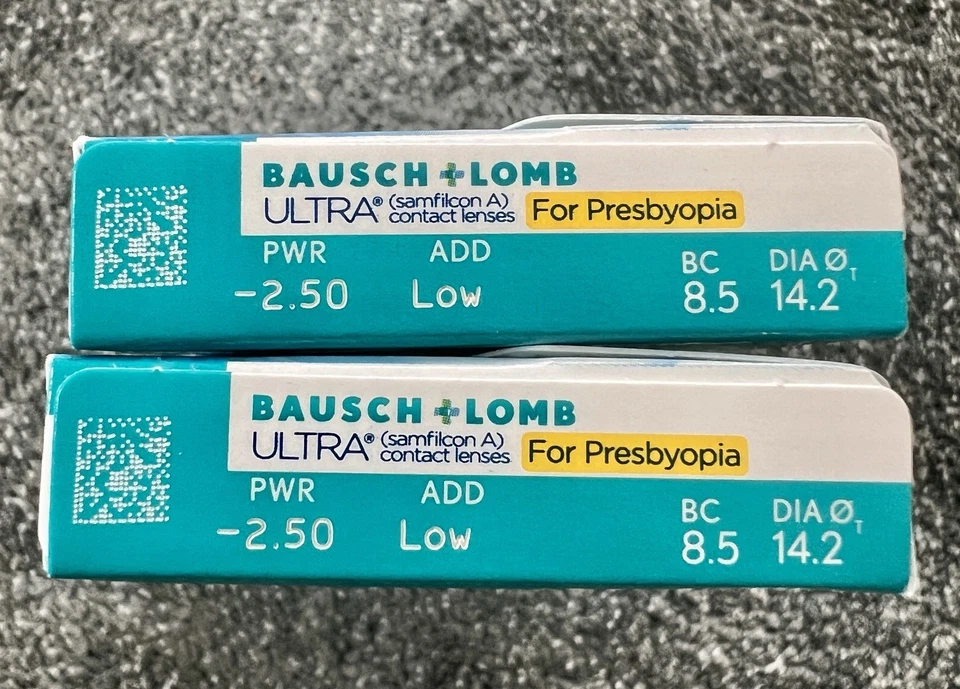 BAUSCH + LOMB
ULTRA® (samfilcon A) contact lenses For Presbyopia
PWR ADD BC DIA ØT
-2.50 Low 8.5 14.2
BAUSCH + LOMB
ULTRA® (samfilcon A) contact lenses For Presbyopia
PWR ADD BC DIA ØT
-2.50 Low 8.5 14.2